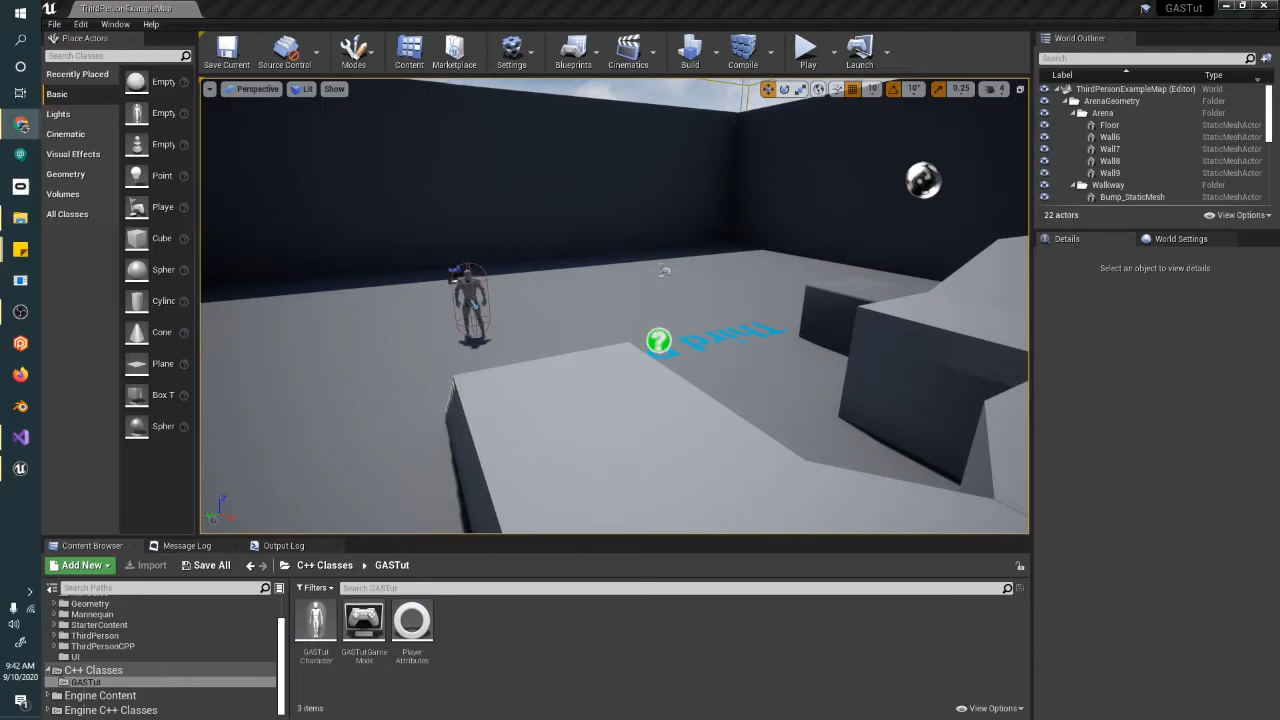 ThirdPersonExampleMap
GASTut
File Edit Window Help
Place Actors
Search Classes
Recently Placed
Basic
Lights
Cinematic
Visual Effects
Geometry
Volumes
All Classes
Empty
Empty
Empty
Point
Playe
Cube
Spher
Cylinc
Cone
Plane
Box T
Spher
Save Current
Source Control
Modes
Content
Marketplace
Settings
Blueprints
Cinematics
Build
Compile
Play
Launch
Perspective
Lit
Show
10
10°
0.25
4
Third
World Outliner
Search
Label Type
ThirdPersonExampleMap (Editor) World
ArenaGeometry Folder
Arena Folder
Floor StaticMeshActor
Wall6 StaticMeshActor
Wall7 StaticMeshActor
Wall8 StaticMeshActor
Wall9 StaticMeshActor
Walkway Folder
Bump_StaticMesh StaticMeshActor
22 actors View Options
Details World Settings
Select an object to view details.
Content Browser Message Log Output Log
Add New Import Save All C++ Classes GASTut
Search Paths
Filters Search GASTut
Geometry
Mannequin
StarterContent
ThirdPerson
ThirdPersonCPP
UI
C++ Classes
GASTut
Engine Content
Engine C++ Classes
GASTut
Character
GASTutGame
Mode
Player
Attributes
3 items View Options
9:42 AM
9/10/2020